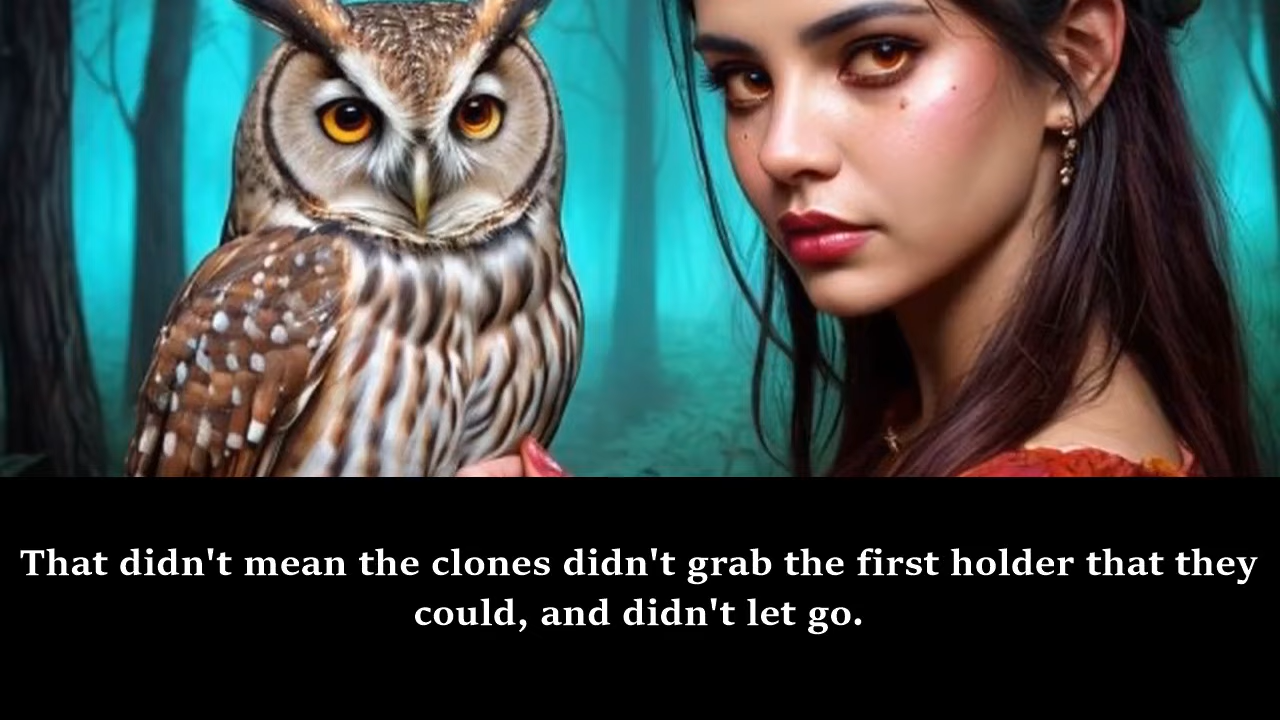 That didn't mean the clones didn't grab the first holder that they
could, and didn't let go.